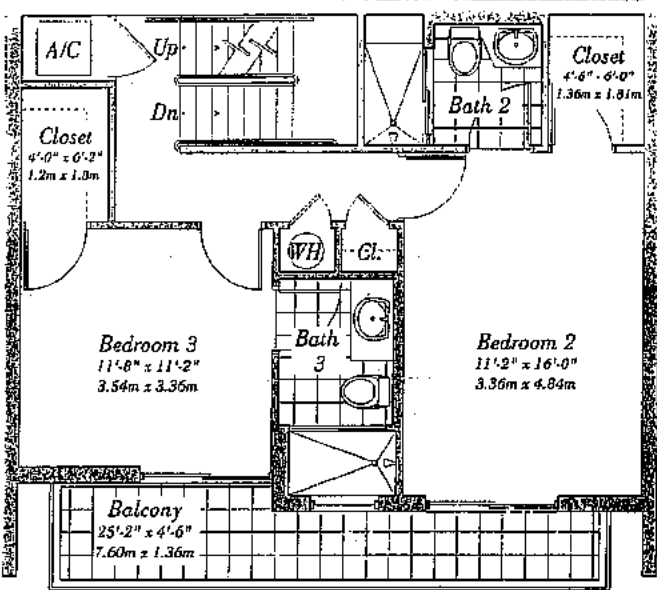 A/C
Up
Dn
Closet
4'-0" x 6'-2"
1.2m x 1.8m
Bath 2
Closet
4'-6" - 6'-0"
1.36m x 1.81m
WH
Cl.
Bedroom 3
11'-8" x 11'-2"
3.54m x 3.36m
Bath
3
Bedroom 2
11'-2" x 16'-0"
3.36m x 4.84m
Balcony
25'-2" x 4'-6"
7.60m x 1.36m